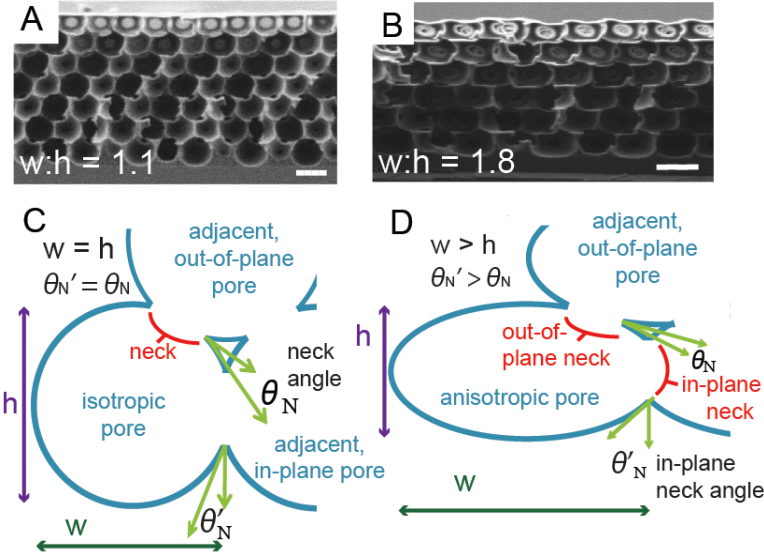 A
w:h = 1.1
B
w:h = 1.8
C
w = h
θN′ = θN
adjacent,
out-of-plane
pore
neck
neck
angle
θN
h
isotropic
pore
adjacent,
in-plane pore
θ′N
w
D
w > h
θN′ > θN
adjacent,
out-of-plane
pore
h
out-of-
plane neck
θN
anisotropic pore
in-plane
neck
θ′N
in-plane
neck angle
w